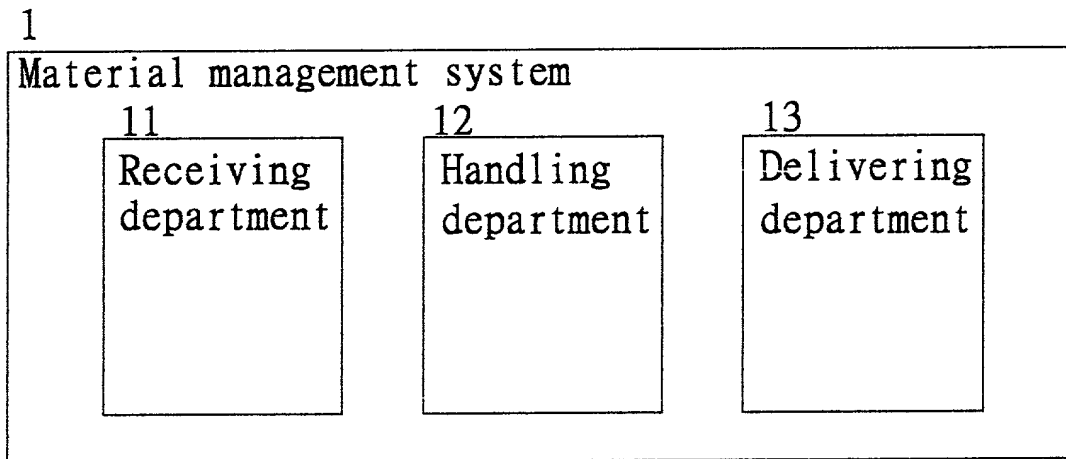 1
Material management system
11
Receiving
department
12
Handling
department
13
Delivering
department